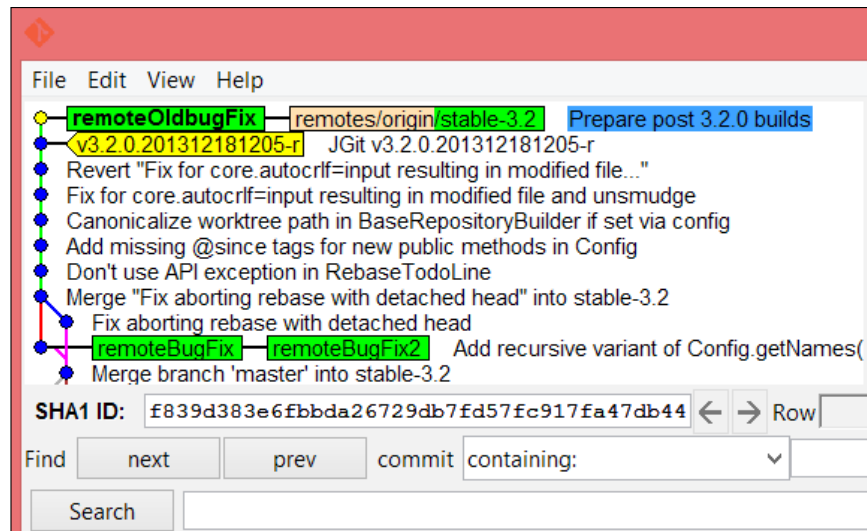 File Edit View Help
remoteOldbugFix remotes/origin/stable-3.2 Prepare post 3.2.0 builds
v3.2.0.201312181205-r JGit v3.2.0.201312181205-r
Revert "Fix for core.autocrlf=input resulting in modified file..."
Fix for core.autocrlf=input resulting in modified file and unsmudge
Canonicalize worktree path in BaseRepositoryBuilder if set via config
Add missing @since tags for new public methods in Config
Don't use API exception in RebaseTodoLine
Merge "Fix aborting rebase with detached head" into stable-3.2
Fix aborting rebase with detached head
remoteBugFix remoteBugFix2 Add recursive variant of Config.getNames(
Merge branch 'master' into stable-3.2
SHA1 ID: f839d383e6fbbda26729db7fd57fc917fa47db44 ← → Row
Find next prev commit containing:
Search